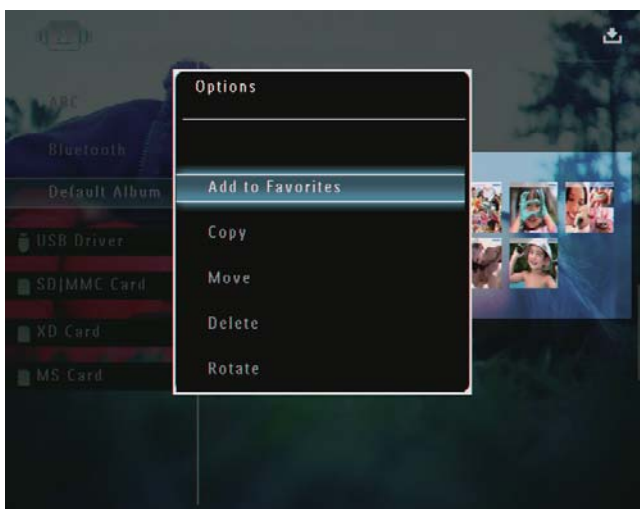 Options
Add to Favorites
Copy
Move
Delete
Rotate
ABC
Bluetooth
Default Album
USB Driver
SD|MMC Card
XD Card
MS Card